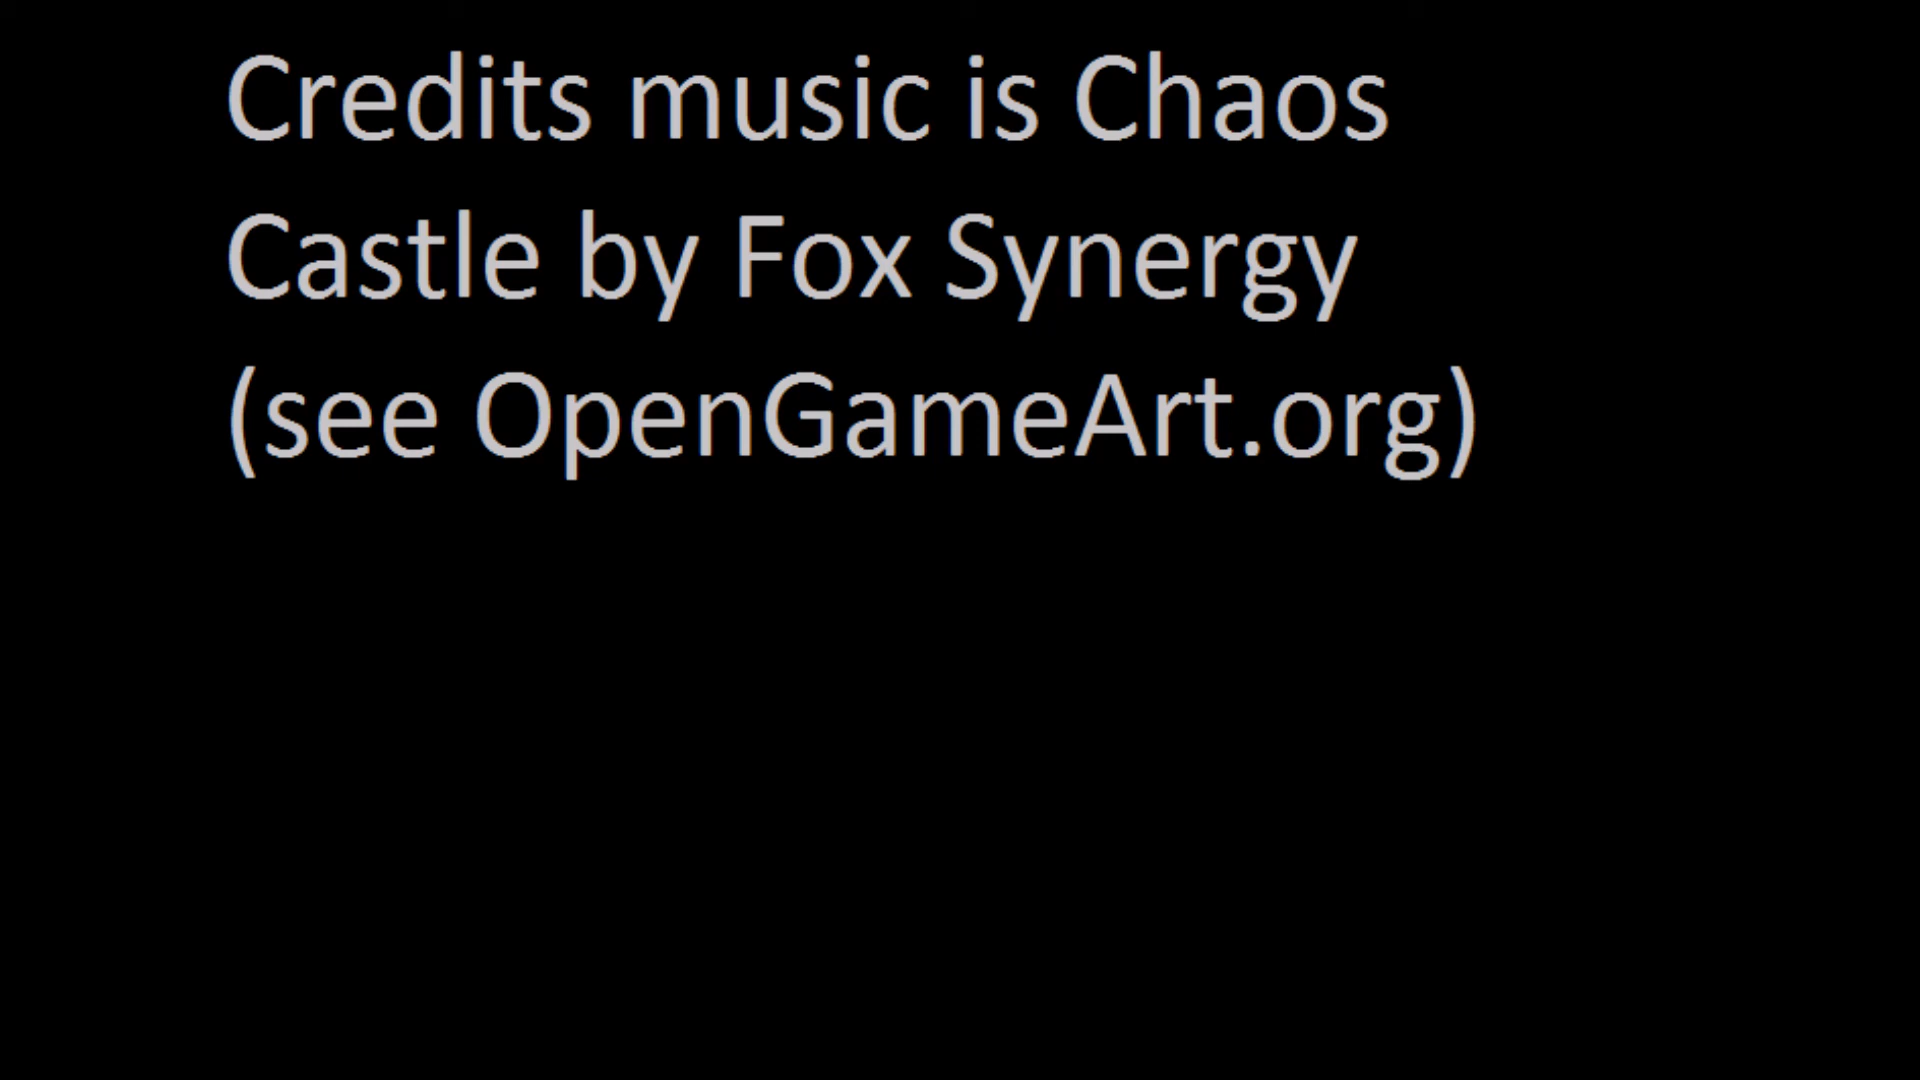 Credits music is Chaos
Castle by Fox Synergy
(see OpenGameArt.org)